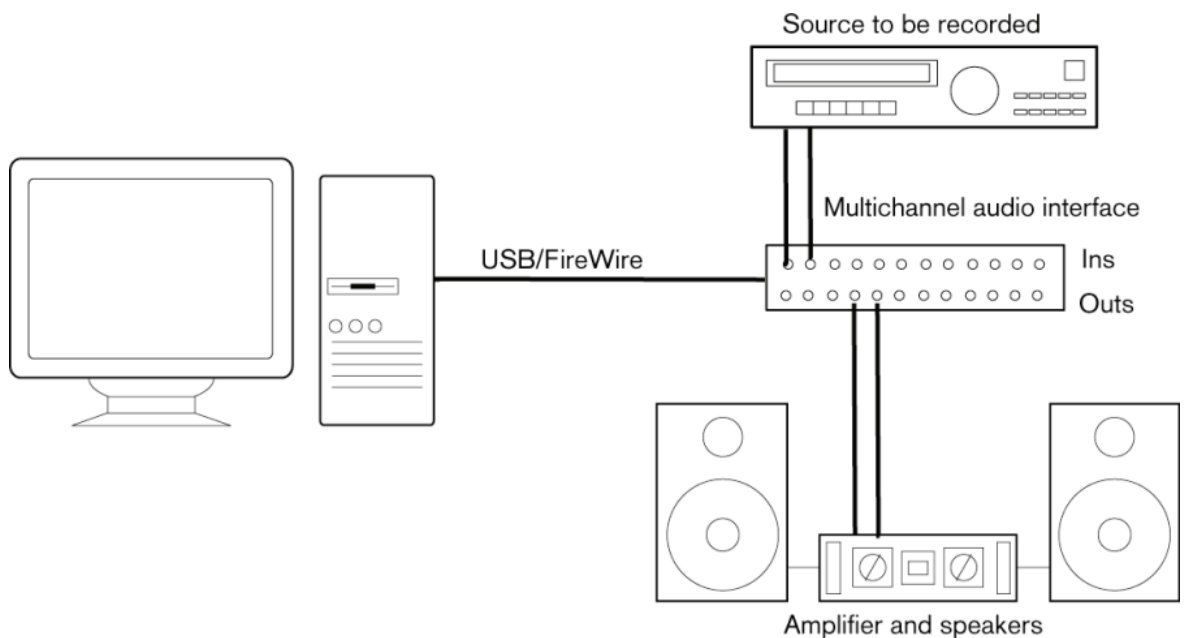 Source to be recorded
Multichannel audio interface
USB/FireWire
Ins
Outs
Amplifier and speakers